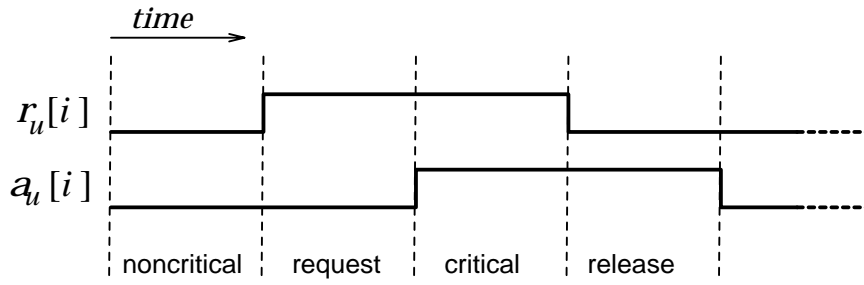 time
r_u[i]
a_u[i]
noncritical request critical release